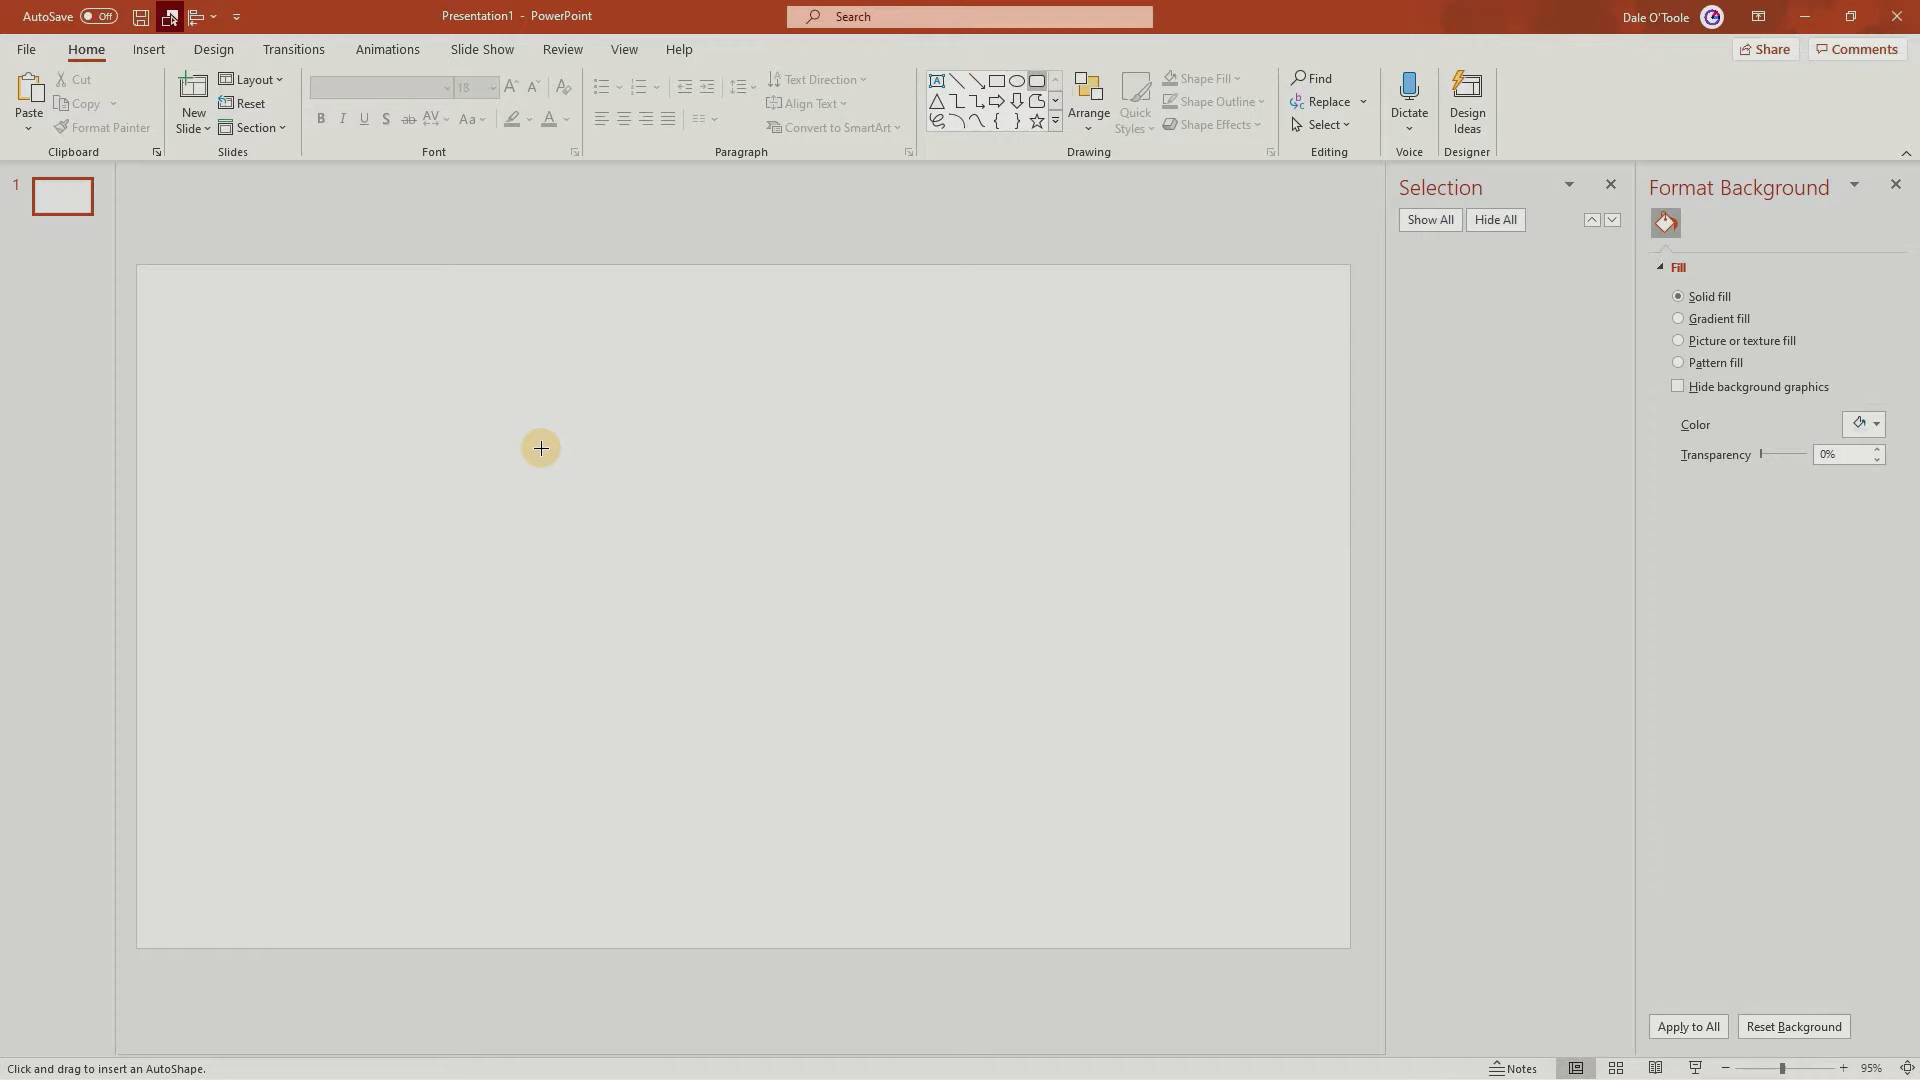 AutoSave Off Presentation1 - PowerPoint Search Dale O'Toole
File Home Insert Design Transitions Animations Slide Show Review View Help Share Comments
Paste Cut Copy Format Painter
Clipboard
New Slide Layout Reset Section
Slides
18
B I U S ab AV Aa A
Font
Text Direction
Align Text
Convert to SmartArt
Paragraph
Arrange Quick Styles
Shape Fill
Shape Outline
Shape Effects
Drawing
Find
Replace
Select
Editing
Dictate
Voice
Design Ideas
Designer
1
Selection
Show All Hide All
Format Background
Fill
Solid fill
Gradient fill
Picture or texture fill
Pattern fill
Hide background graphics
Color
Transparency 0%
Apply to All Reset Background
Click and drag to insert an AutoShape. Notes 95%